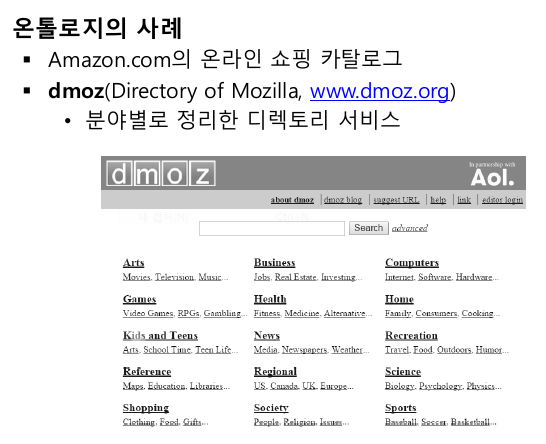 온톨로지의 사례
▪ Amazon.com의 온라인 쇼핑 카탈로그
▪ dmoz(Directory of Mozilla, www.dmoz.org)
• 분야별로 정리한 디렉토리 서비스
dmoz In partnership with Aol.
about dmoz | dmoz blog | suggest URL | help | link | editor login
Search advanced
Arts Business Computers
Movies, Television, Music... Jobs, Real Estate, Investing... Internet, Software, Hardware...
Games Health Home
Video Games, RPGs, Gambling... Fitness, Medicine, Alternative... Family, Consumers, Cooking...
Kids and Teens News Recreation
Arts, School Time, Teen Life... Media, Newspapers, Weather... Travel, Food, Outdoors, Humor...
Reference Regional Science
Maps, Education, Libraries... US, Canada, UK, Europe... Biology, Psychology, Physics...
Shopping Society Sports
Clothing, Food, Gifts... People, Religion, Issues... Baseball, Soccer, Basketball...